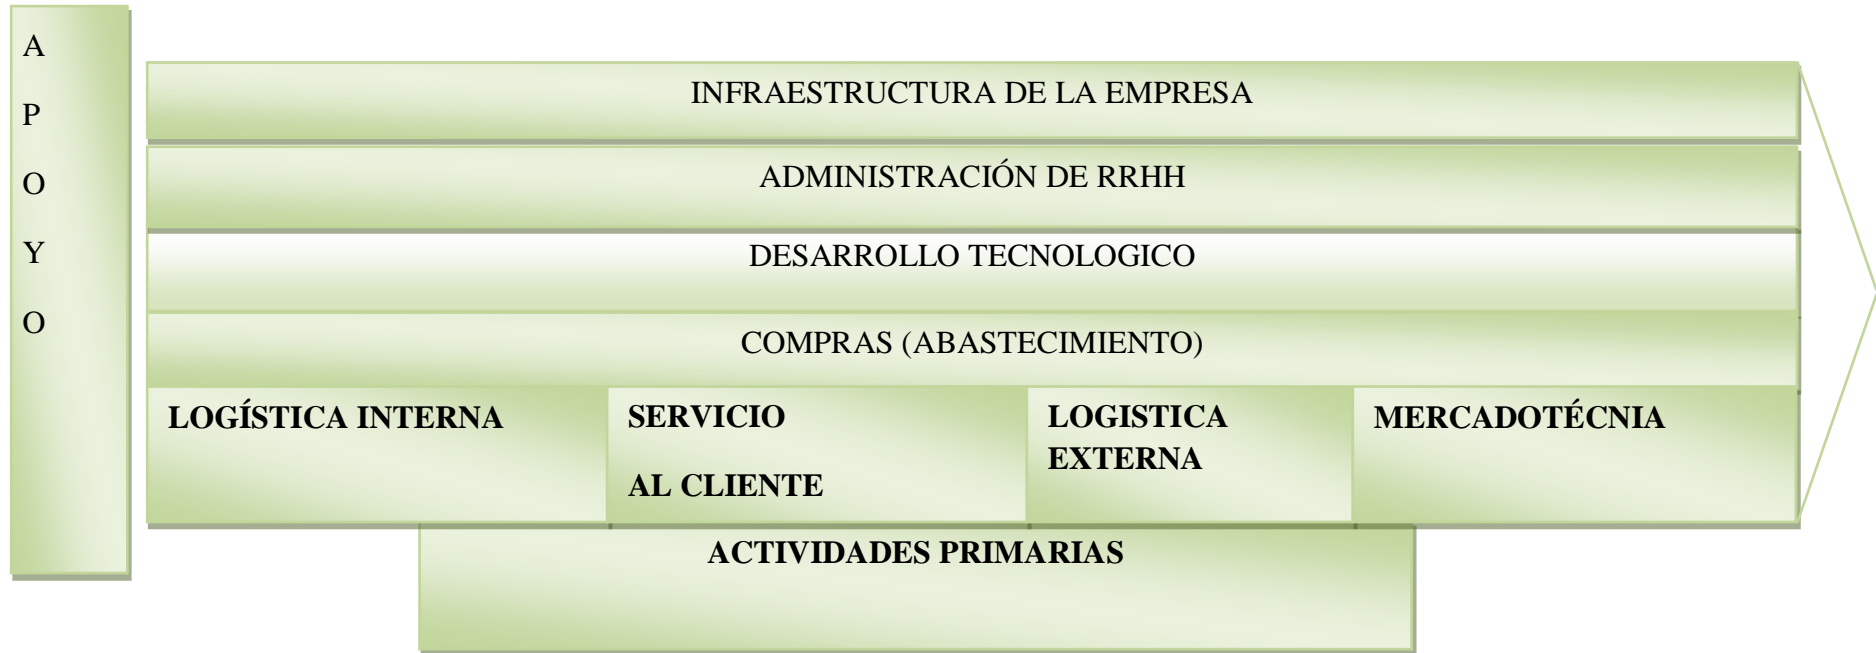 A
P
O
Y
O
INFRAESTRUCTURA DE LA EMPRESA
ADMINISTRACIÓN DE RRHH
DESARROLLO TECNOLOGICO
COMPRAS (ABASTECIMIENTO)
LOGÍSTICA INTERNA
SERVICIO
AL CLIENTE
LOGISTICA
EXTERNA
MERCADOTÉCNIA
ACTIVIDADES PRIMARIAS